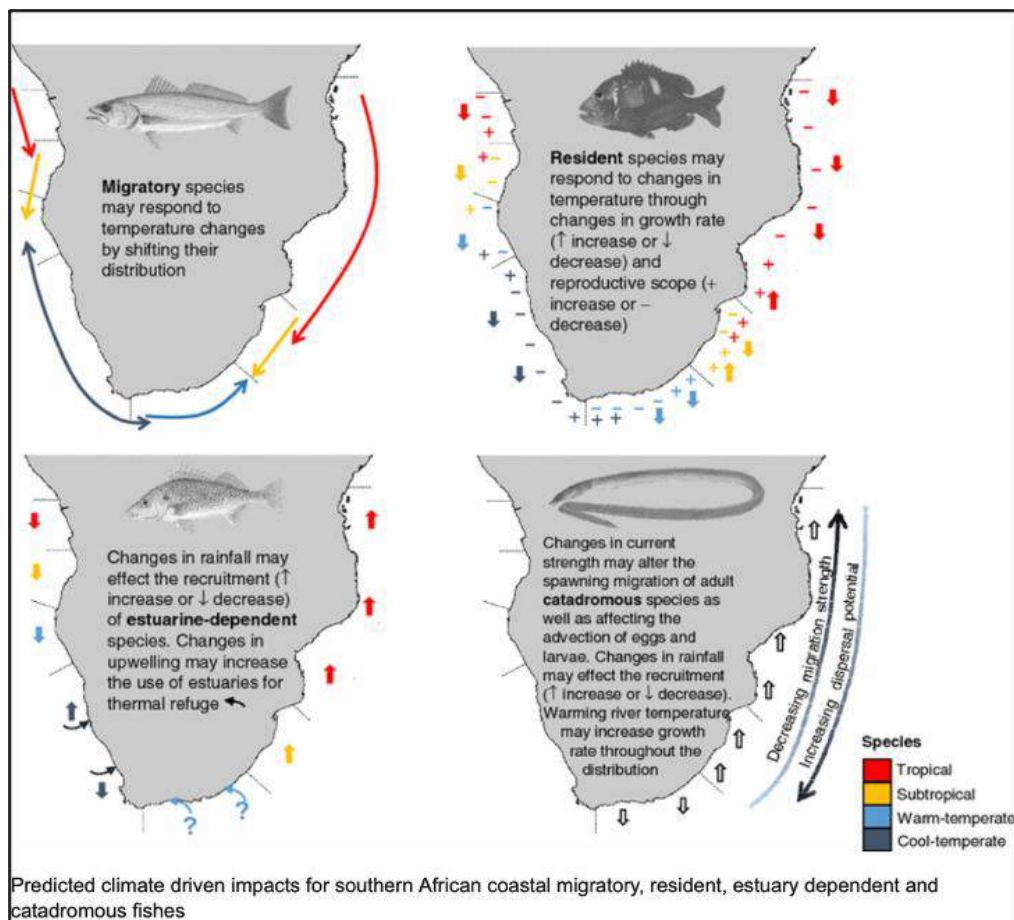 Migratory species
may respond to
temperature changes
by shifting their
distribution
Resident species may
respond to changes in
temperature through
changes in growth rate
(↑ increase or ↓
decrease) and
reproductive scope (+
increase or –
decrease)
Changes in rainfall may
effect the recruitment (↑
increase or ↓ decrease)
of estuarine-dependent
species. Changes in
upwelling may increase
the use of estuaries for
thermal refuge
? ?
Changes in current
strength may alter the
spawning migration of adult
catadromous species as
well as affecting the
advection of eggs and
larvae. Changes in rainfall
may effect the recruitment
(↑ increase or ↓ decrease).
Warming river temperature
may increase growth
rate throughout the
distribution
Decreasing migration strength
Increasing dispersal potential
Species
Tropical
Subtropical
Warm-temperate
Cool-temperate
Predicted climate driven impacts for southern African coastal migratory, resident, estuary dependent and
catadromous fishes